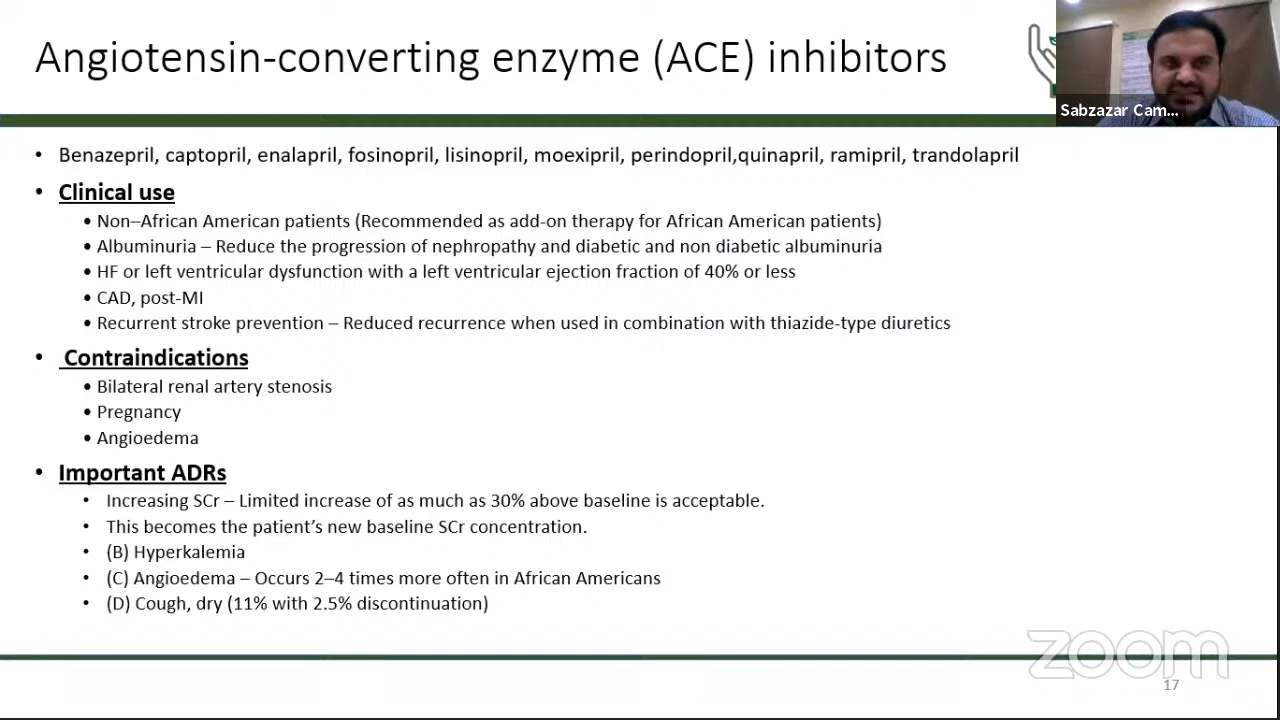 Angiotensin-converting enzyme (ACE) inhibitors
Sabzazar Cam...
• Benazepril, captopril, enalapril, fosinopril, lisinopril, moexipril, perindopril,quinapril, ramipril, trandolapril
• Clinical use
• Non–African American patients (Recommended as add-on therapy for African American patients)
• Albuminuria – Reduce the progression of nephropathy and diabetic and non diabetic albuminuria
• HF or left ventricular dysfunction with a left ventricular ejection fraction of 40% or less
• CAD, post-MI
• Recurrent stroke prevention – Reduced recurrence when used in combination with thiazide-type diuretics
• Contraindications
• Bilateral renal artery stenosis
• Pregnancy
• Angioedema
• Important ADRs
• Increasing SCr – Limited increase of as much as 30% above baseline is acceptable.
• This becomes the patient’s new baseline SCr concentration.
• (B) Hyperkalemia
• (C) Angioedema – Occurs 2–4 times more often in African Americans
• (D) Cough, dry (11% with 2.5% discontinuation)
zoom
17